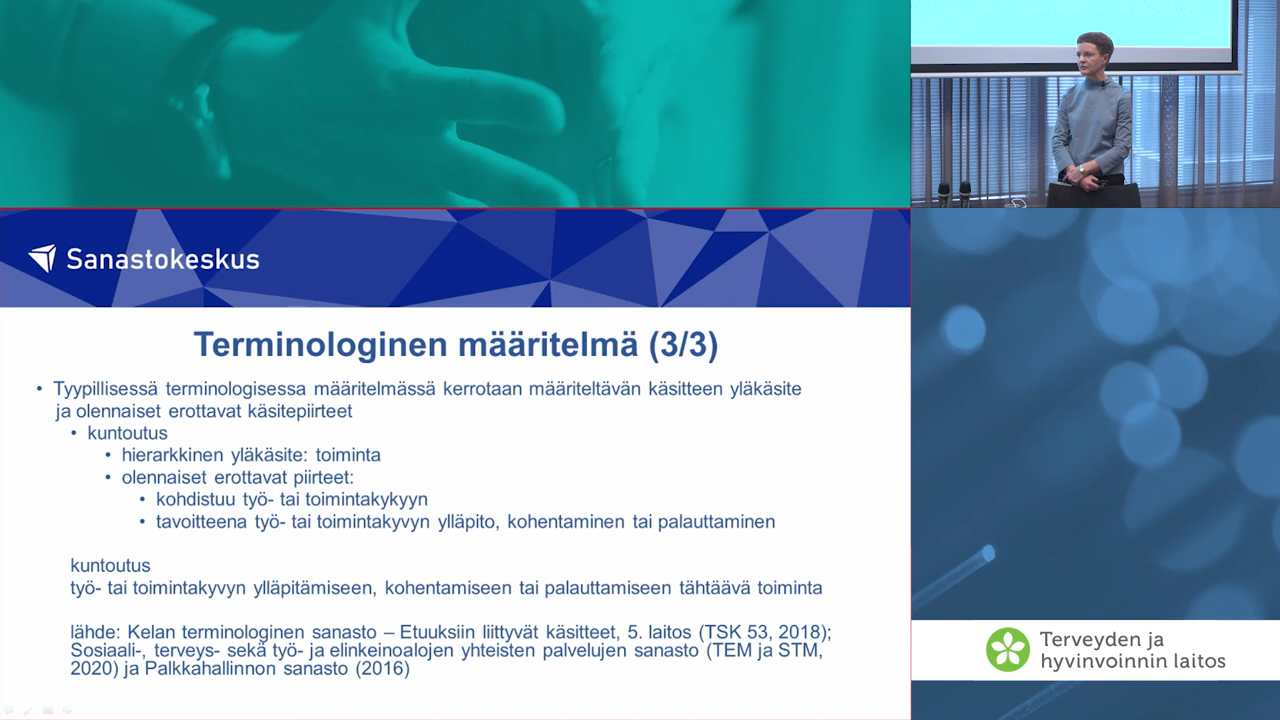 Sanastokeskus
Terminologinen määritelmä (3/3)
• Tyypillisessä terminologisessa määritelmässä kerrotaan määriteltävän käsitteen yläkäsite
ja olennaiset erottavat käsitepiirteet
• kuntoutus
• hierarkkinen yläkäsite: toiminta
• olennaiset erottavat piirteet:
• kohdistuu työ- tai toimintakykyyn
• tavoitteena työ- tai toimintakyvyn ylläpito, kohentaminen tai palauttaminen
kuntoutus
työ- tai toimintakyvyn ylläpitämiseen, kohentamiseen tai palauttamiseen tähtäävä toiminta
lähde: Kelan terminologinen sanasto – Etuuksiin liittyvät käsitteet, 5. laitos (TSK 53, 2018);
Sosiaali-, terveys- sekä työ- ja elinkeinoalojen yhteisten palvelujen sanasto (TEM ja STM,
2020) ja Palkkahallinnon sanasto (2016)
Terveyden ja
hyvinvoinnin laitos